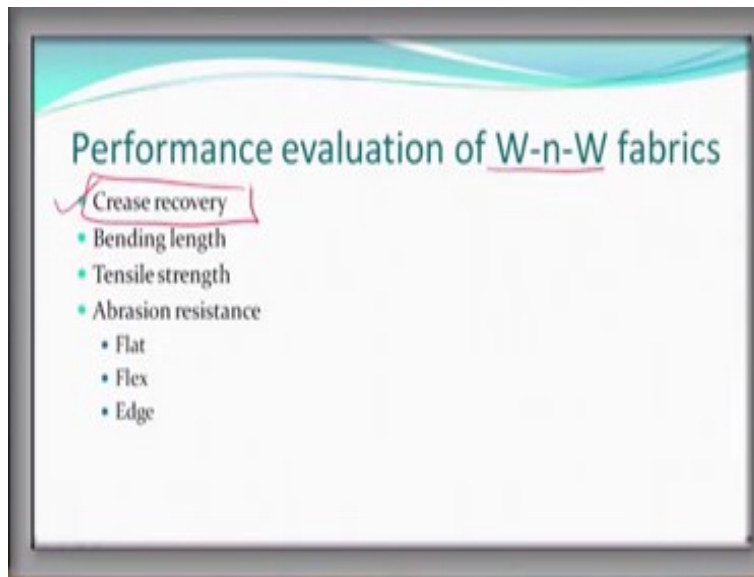 Performance evaluation of W-n-W fabrics
• Crease recovery
• Bending length
• Tensile strength
• Abrasion resistance
• Flat
• Flex
• Edge